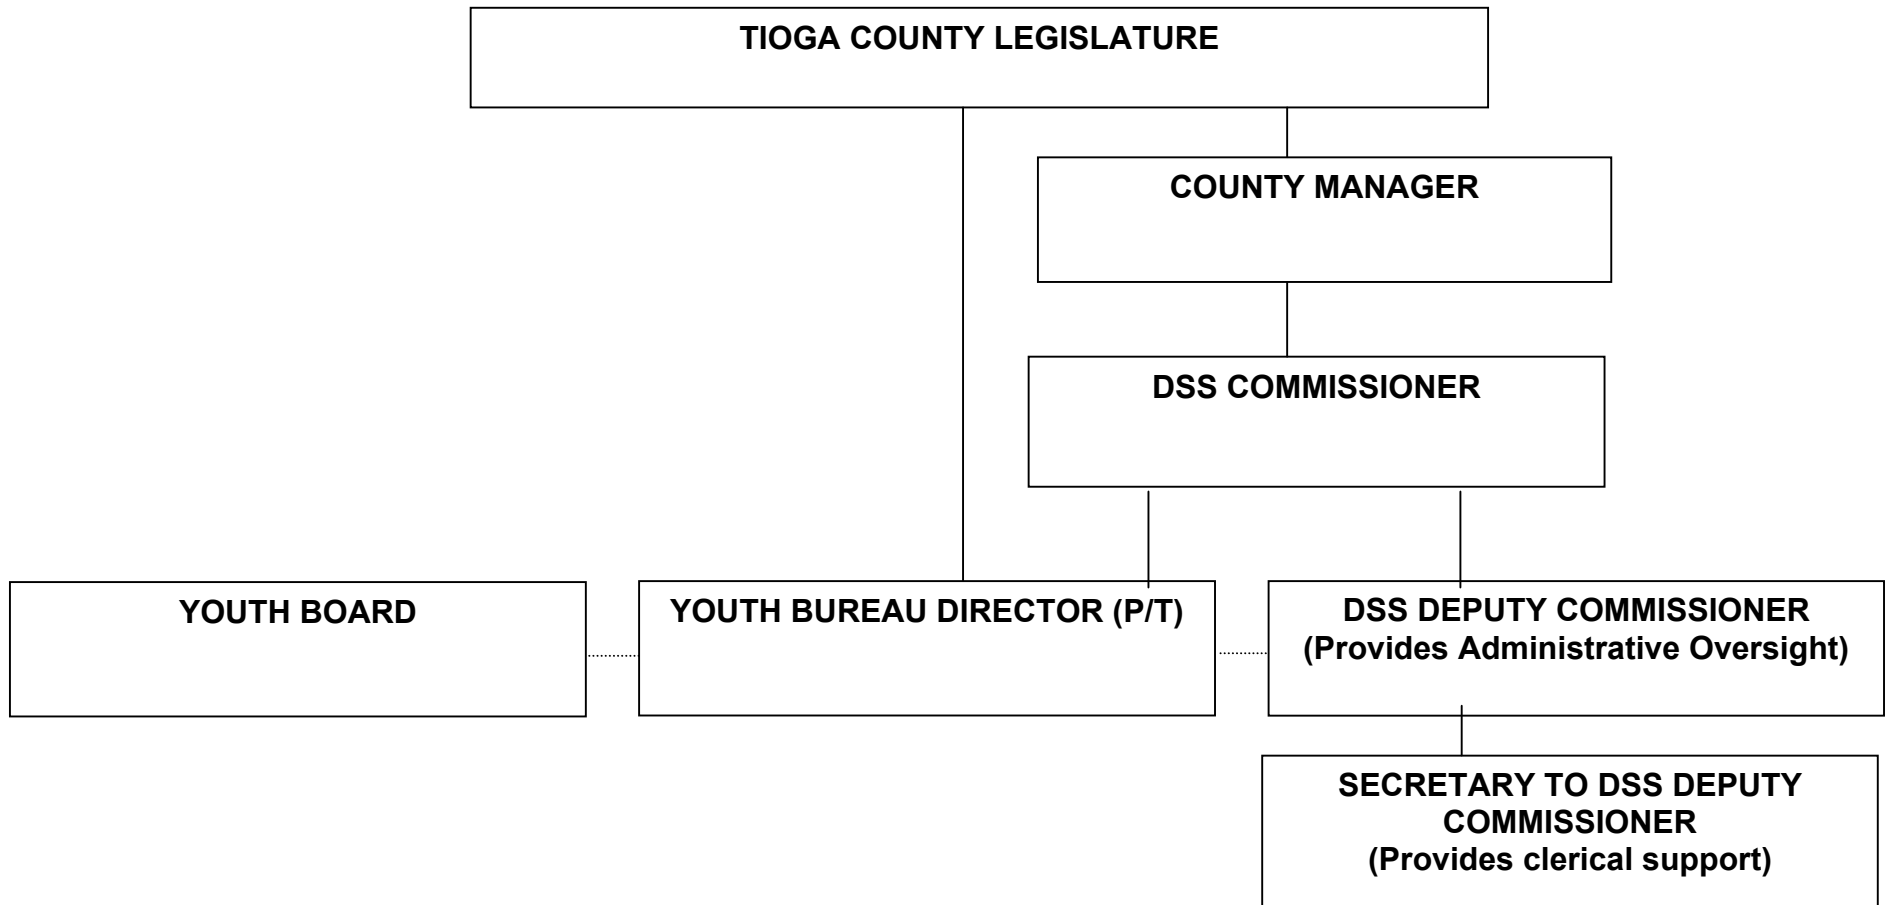 TIOGA COUNTY LEGISLATURE
COUNTY MANAGER
DSS COMMISSIONER
YOUTH BOARD
YOUTH BUREAU DIRECTOR (P/T)
DSS DEPUTY COMMISSIONER
(Provides Administrative Oversight)
SECRETARY TO DSS DEPUTY
COMMISSIONER
(Provides clerical support)